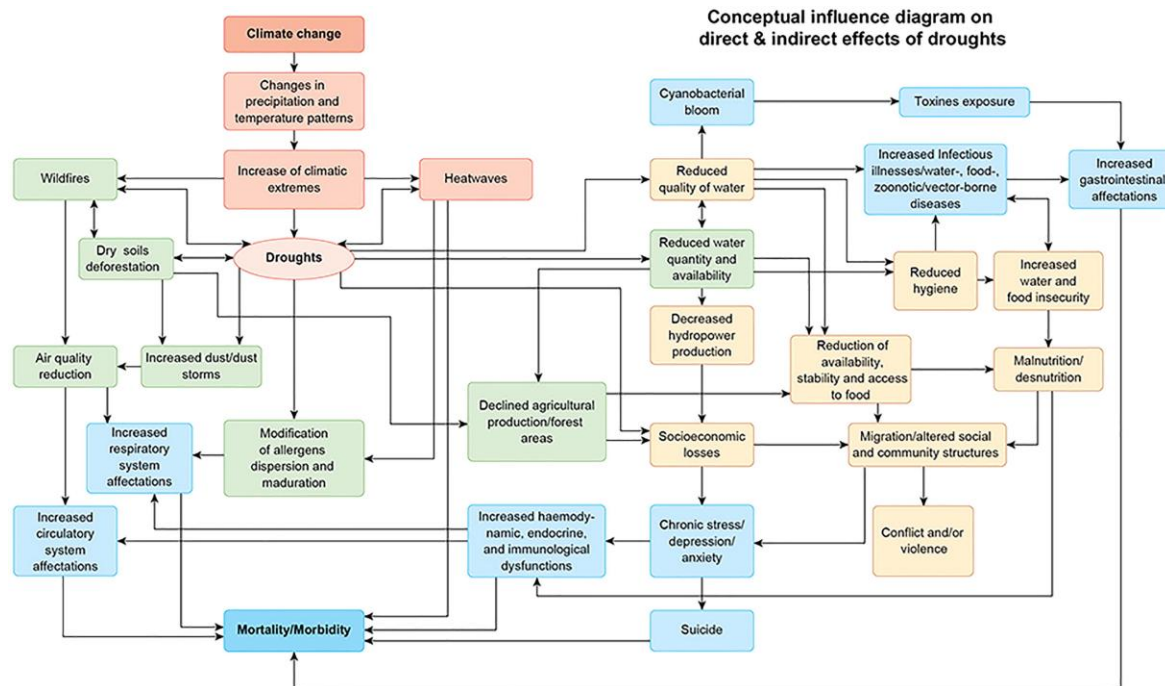 Conceptual influence diagram on
direct & indirect effects of droughts
Climate change
Changes in
precipitation and
temperature patterns
Cyanobacterial
bloom
Toxines exposure
Wildfires
Increase of climatic
extremes
Heatwaves
Reduced
quality of water
Increased Infectious
illnesses/water-, food-,
zoonotic/vector-borne
diseases
Increased
gastrointestinal
affectations
Dry soils
deforestation
Droughts
Reduced water
quantity and
availability
Reduced
hygiene
Increased
water and
food insecurity
Air quality
reduction
Increased dust/dust
storms
Decreased
hydropower
production
Reduction of
availability,
stability and access
to food
Malnutrition/
desnutrition
Declined agricultural
production/forest
areas
Increased
respiratory
system
affectations
Modification
of allergens
dispersion and
maduration
Socioeconomic
losses
Migration/altered social
and community structures
Increased
circulatory
system
affectations
Increased haemody-
namic, endocrine,
and immunological
dysfunctions
Chronic stress/
depression/
anxiety
Conflict and/or
violence
Mortality/Morbidity
Suicide